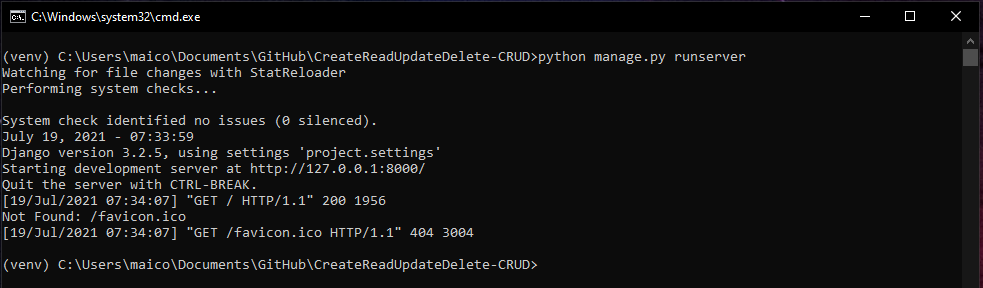 C:\Windows\system32\cmd.exe
(venv) C:\Users\maico\Documents\GitHub\CreateReadUpdateDelete-CRUD>python manage.py runserver
Watching for file changes with StatReloader
Performing system checks...
System check identified no issues (0 silenced).
July 19, 2021 - 07:33:59
Django version 3.2.5, using settings 'project.settings'
Starting development server at http://127.0.0.1:8000/
Quit the server with CTRL-BREAK.
[19/Jul/2021 07:34:07] "GET / HTTP/1.1" 200 1956
Not Found: /favicon.ico
[19/Jul/2021 07:34:07] "GET /favicon.ico HTTP/1.1" 404 3004
(venv) C:\Users\maico\Documents\GitHub\CreateReadUpdateDelete-CRUD>